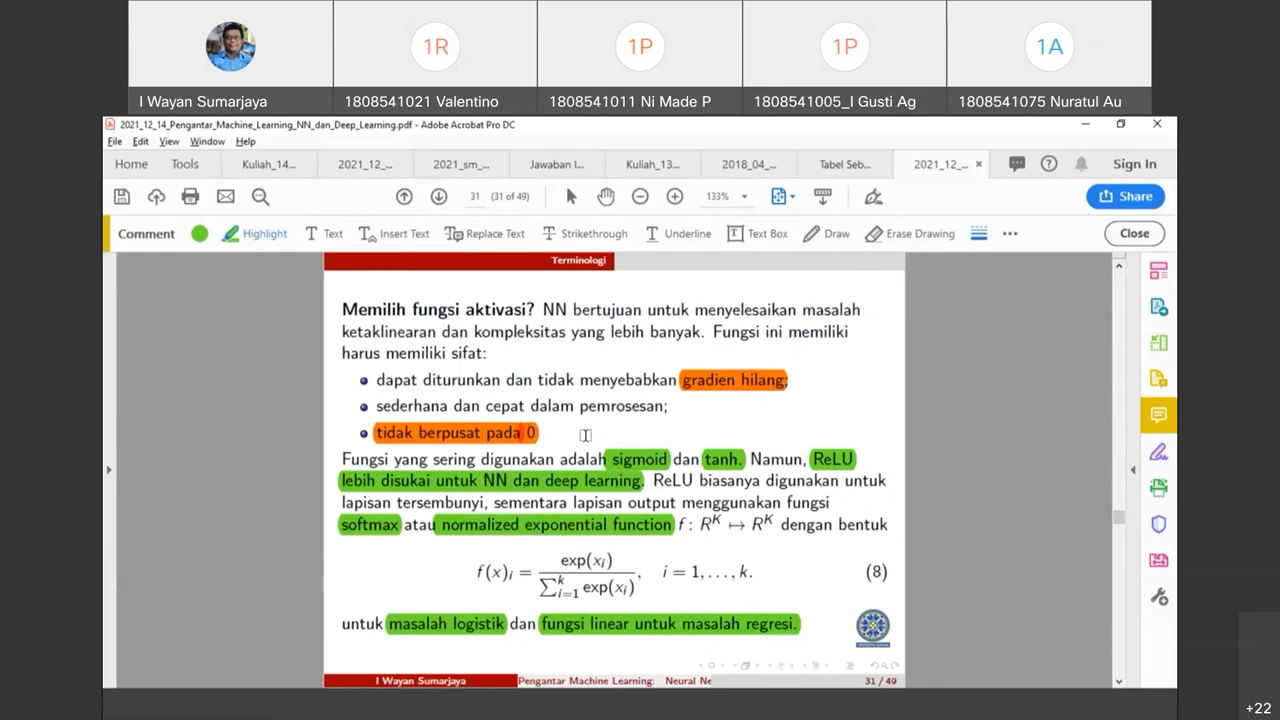 1R
1P
1P
1A
I Wayan Sumarjaya
1808541021 Valentino
1808541011 Ni Made P
1808541005_I Gusti Ag
1808541075 Nuratul Au
2021_12_14_Pengantar_Machine_Learning_NN_dan_Deep_Learning.pdf - Adobe Acrobat Pro DC
File Edit View Window Help
Home Tools Kuliah_14... 2021_12_... 2021_sm_... Jawaban I... Kuliah_13... 2018_04_... Tabel Seb... 2021_12_... × Sign In
31 (31 of 49) 133% Share
Comment Highlight Text Insert Text Replace Text Strikethrough Underline Text Box Draw Erase Drawing Close
Terminologi
Memilih fungsi aktivasi? NN bertujuan untuk menyelesaikan masalah
ketaklinearan dan kompleksitas yang lebih banyak. Fungsi ini memiliki
harus memiliki sifat:
dapat diturunkan dan tidak menyebabkan gradien hilang;
sederhana dan cepat dalam pemrosesan;
tidak berpusat pada 0
Fungsi yang sering digunakan adalah sigmoid dan tanh. Namun, ReLU
lebih disukai untuk NN dan deep learning. ReLU biasanya digunakan untuk
lapisan tersembunyi, sementara lapisan output menggunakan fungsi
softmax atau normalized exponential function f : R^K ↦ R^K dengan bentuk
f(x)_i = exp(x_i) / ∑_{i=1}^k exp(x_i), i = 1, . . . , k. (8)
untuk masalah logistik dan fungsi linear untuk masalah regresi.
I Wayan Sumarjaya Pengantar Machine Learning: Neural Ne 31 / 49
+22